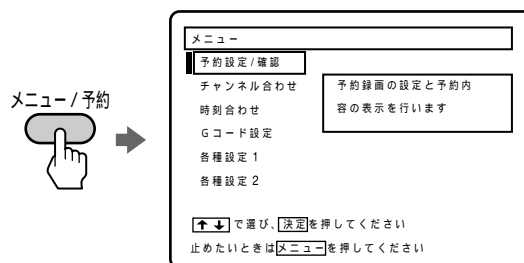 メニュー / 予約
メニュー
予約設定/確認
チャンネル合わせ
時刻合わせ
Gコード設定
各種設定1
各種設定2
予約録画の設定と予約内
容の表示を行います
↑↓で選び、決定を押してください
止めたいときはメニューを押してください